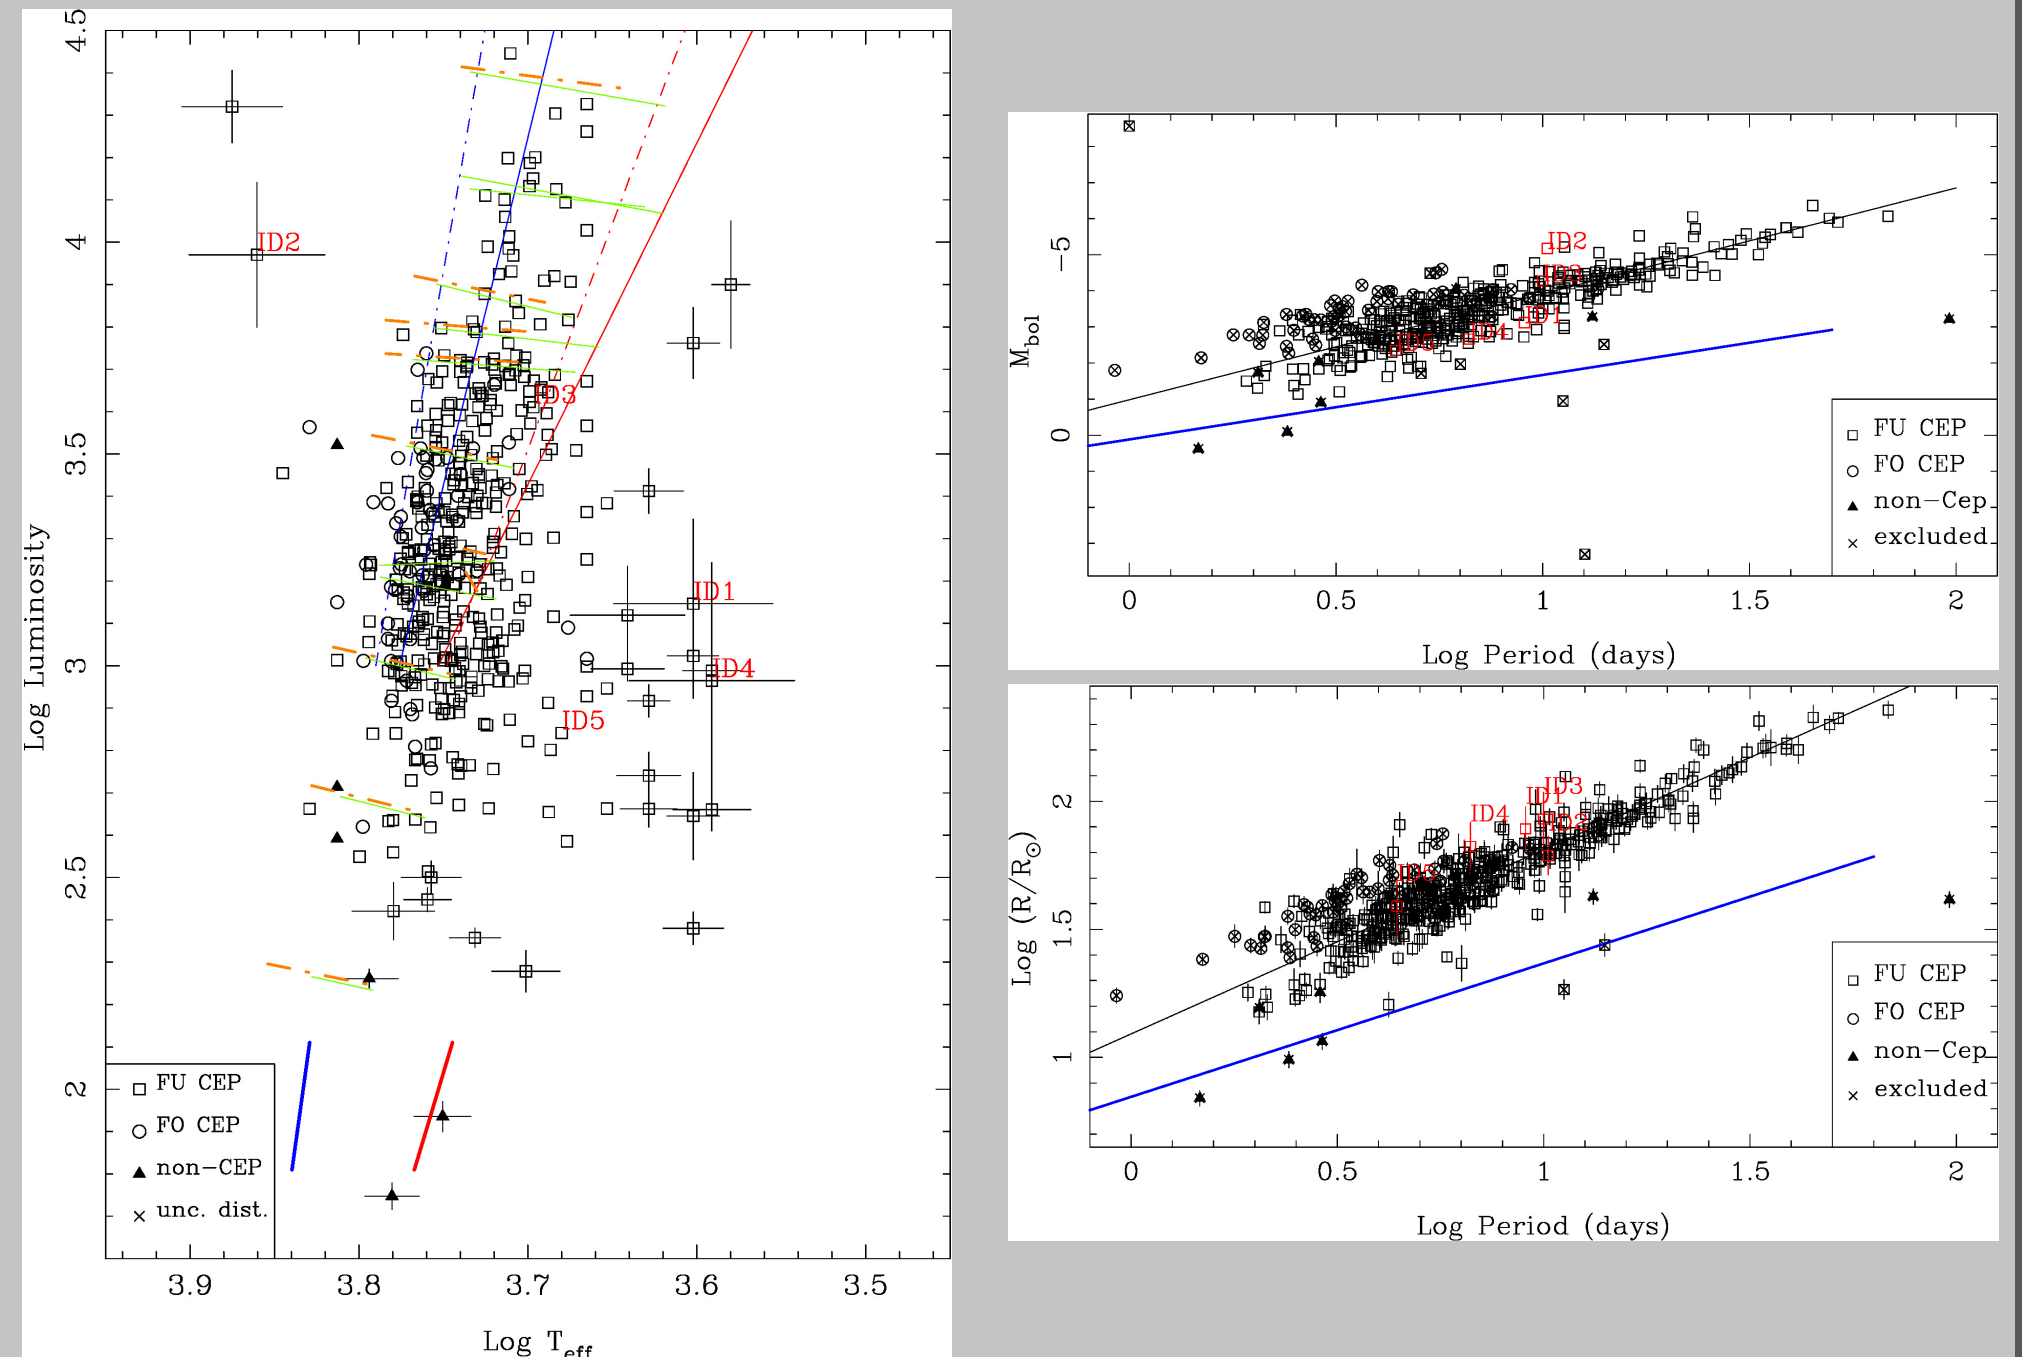 4.5
4
3.5
3
2.5
2
Log Luminosity
ID2
ID3
ID1
ID4
ID5
FU CEP
FO CEP
non-CEP
unc. dist.
3.9 3.8 3.7 3.6 3.5
Log Teff
-5
0
Mbol
ID2
ID3
ID1
ID4
ID5
FU CEP
FO CEP
non-Cep
excluded
0 0.5 1 1.5 2
Log Period (days)
2
1.5
1
Log (R/R⊙)
ID3
ID1
ID4
ID2
ID5
FU CEP
FO CEP
non-Cep
excluded
0 0.5 1 1.5 2
Log Period (days)